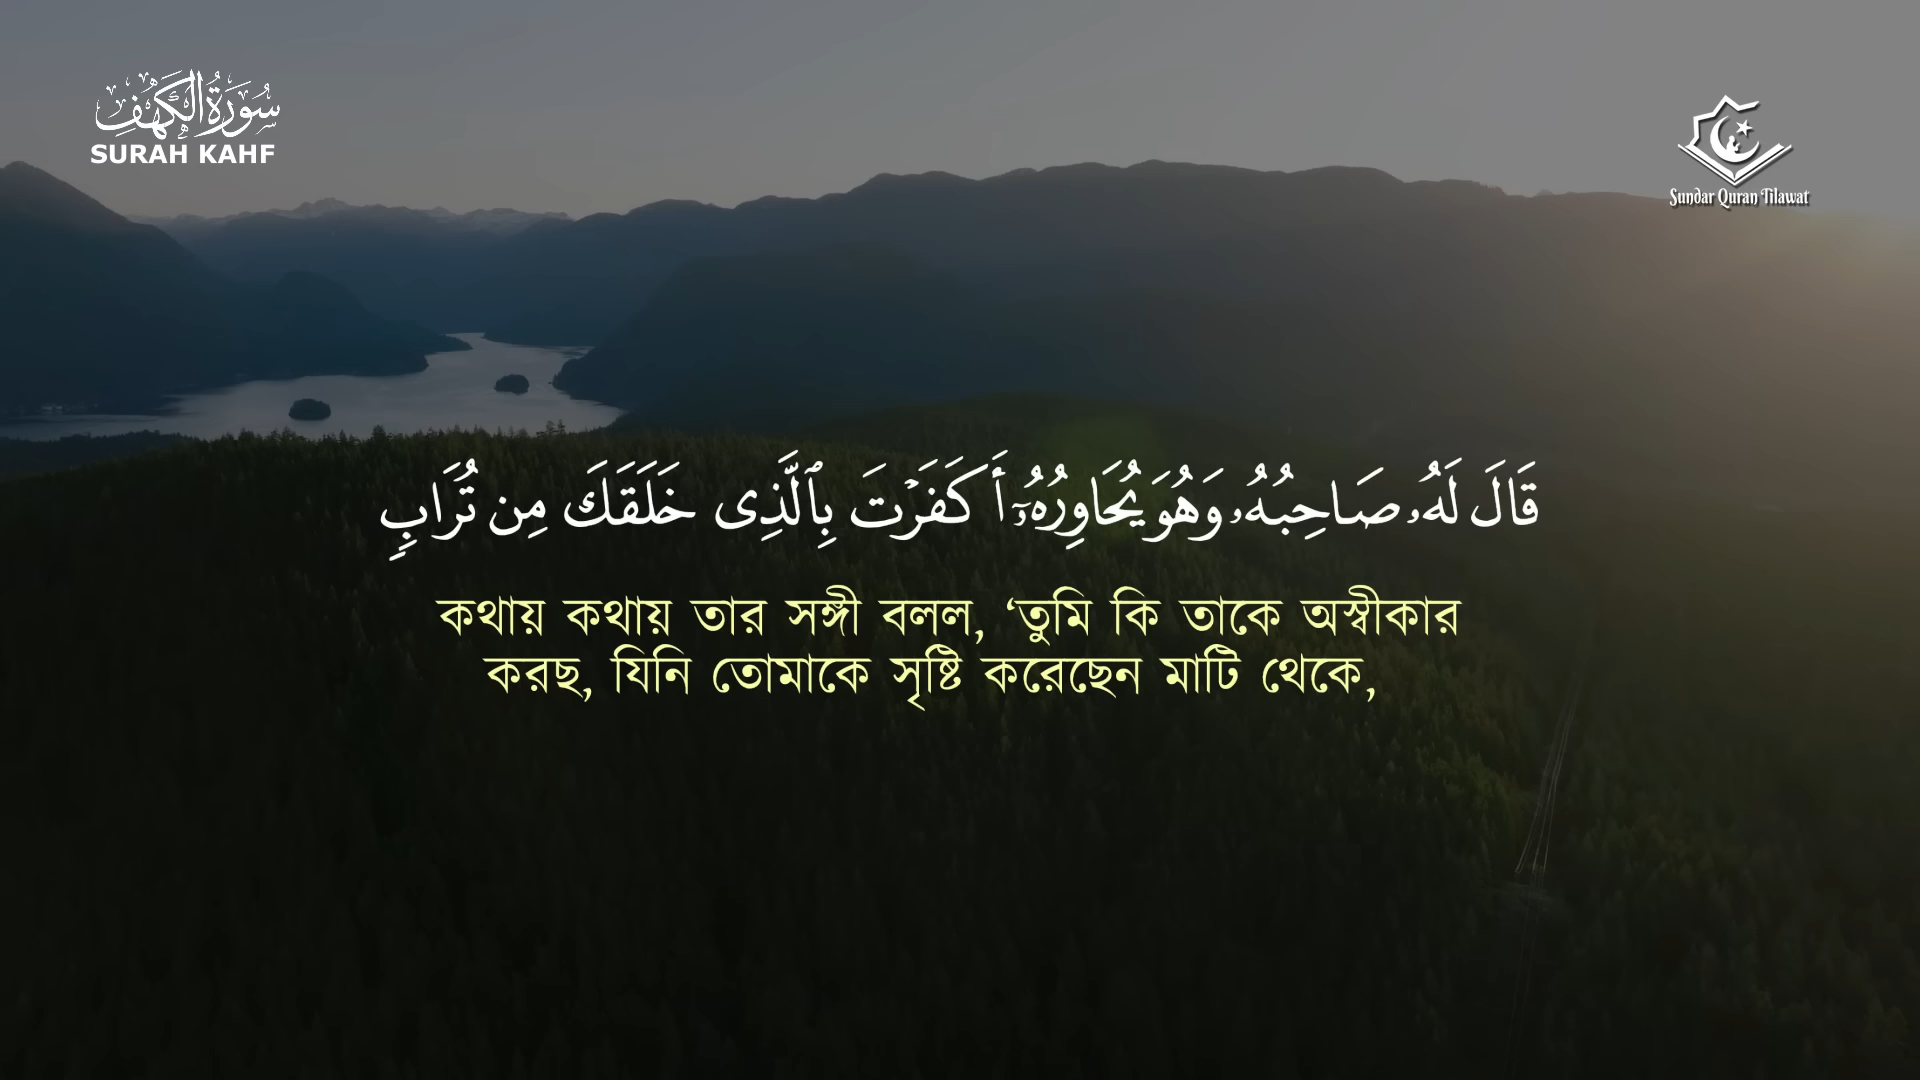 سُورَةُ الْكَهْفِ
SURAH KAHF
Sundar Quran Tilawat
قَالَ لَهُۥ صَاحِبُهُۥ وَهُوَ يُحَاوِرُهُۥٓ أَكَفَرْتَ بِٱلَّذِى خَلَقَكَ مِن تُرَابٍ
কথায় কথায় তার সঙ্গী বলল, ‘তুমি কি তাকে অস্বীকার
করছ, যিনি তোমাকে সৃষ্টি করেছেন মাটি থেকে,